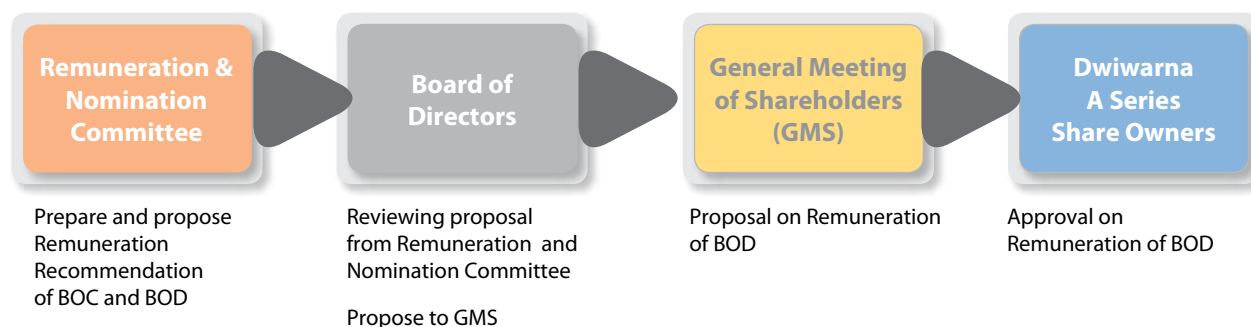 Remuneration &
Nomination
Committee
Board of
Directors
General Meeting
of Shareholders
(GMS)
Dwiwarna
A Series
Share Owners
Prepare and propose
Remuneration
Recommendation
of BOC and BOD
Reviewing proposal
from Remuneration and
Nomination Committee
Propose to GMS
Proposal on Remuneration
of BOD
Approval on
Remuneration of BOD